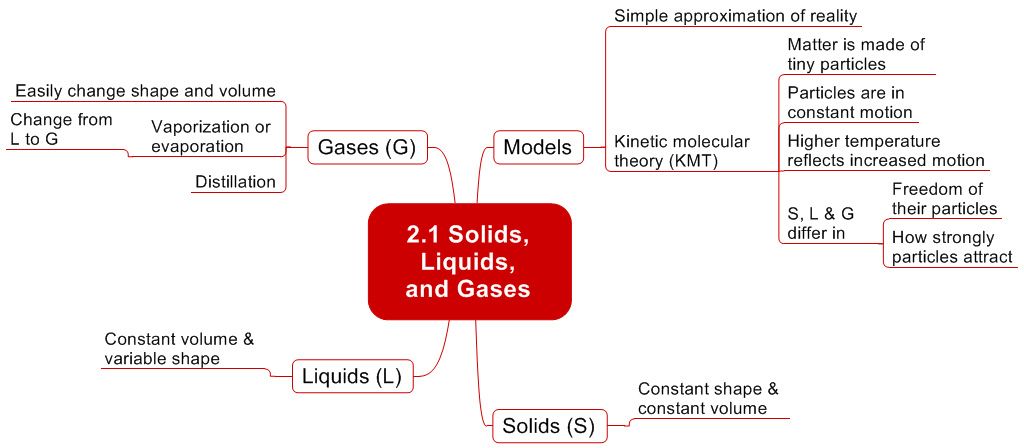 Simple approximation of reality
Matter is made of
tiny particles
Easily change shape and volume
Particles are in
constant motion
Change from
L to G
Vaporization or
evaporation
Gases (G)
Models
Kinetic molecular
theory (KMT)
Higher temperature
reflects increased motion
Distillation
S, L & G
differ in
Freedom of
their particles
How strongly
particles attract
2.1 Solids,
Liquids,
and Gases
Constant volume &
variable shape
Liquids (L)
Constant shape &
constant volume
Solids (S)